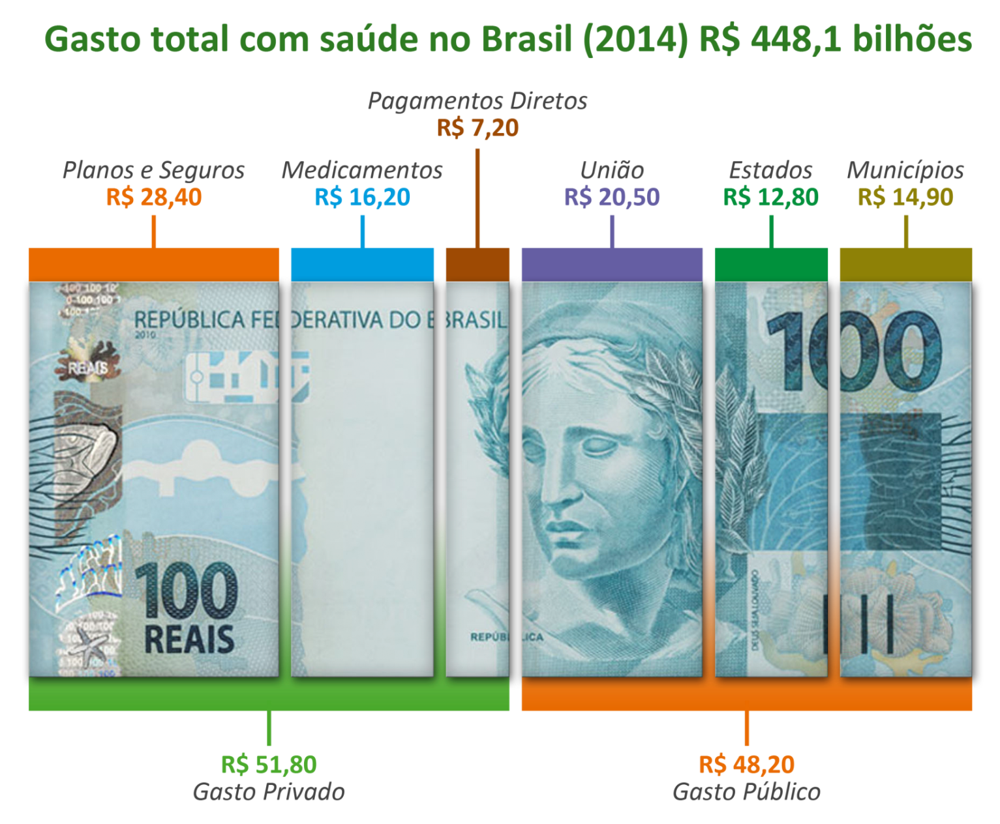 Gasto total com saúde no Brasil (2014) R$ 448,1 bilhões
Pagamentos Diretos
R$ 7,20
Planos e Seguros
R$ 28,40
Medicamentos
R$ 16,20
União
R$ 20,50
Estados
R$ 12,80
Municípios
R$ 14,90
REPÚBLICA FEDERATIVA DO BRASIL
2010
REAIS
100
100
REAIS
REPÚBLICA
DEUS SEJA LOUVADO
R$ 51,80
Gasto Privado
R$ 48,20
Gasto Público